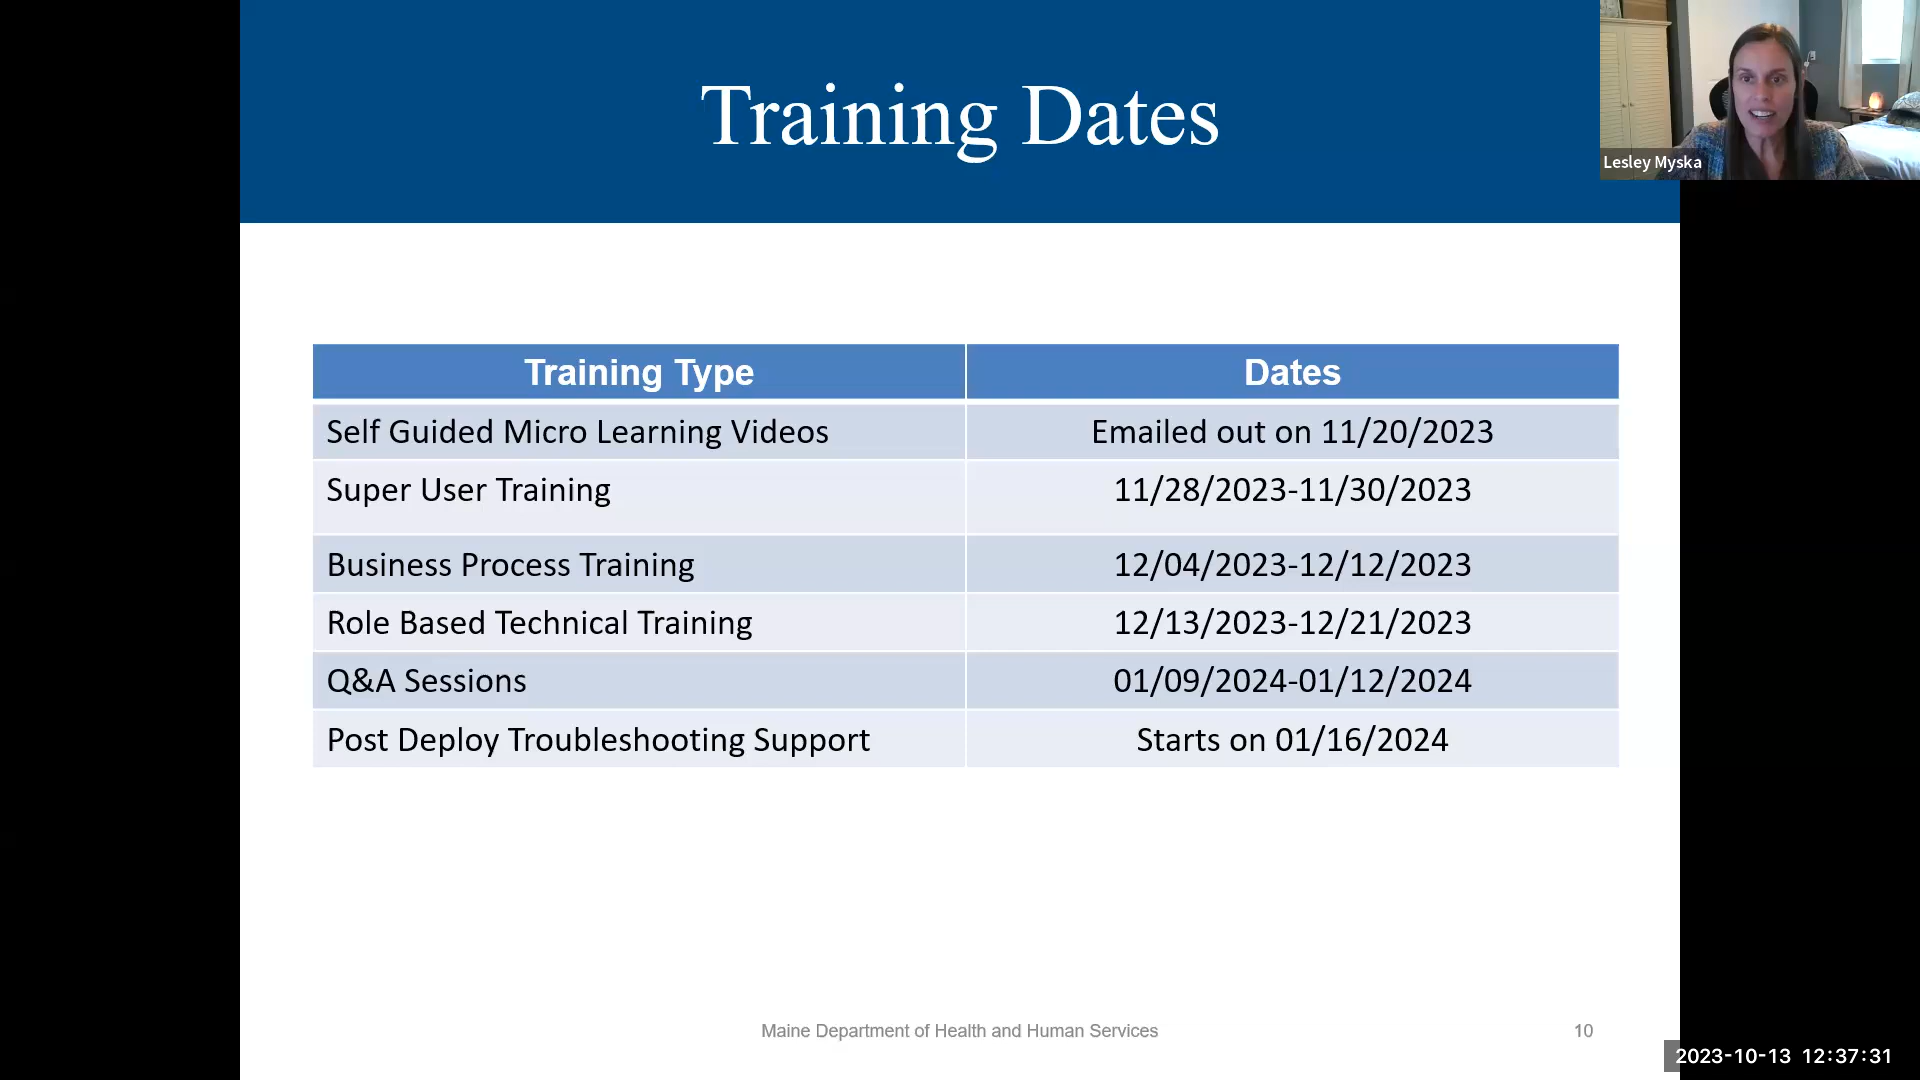 Training Dates
Lesley Myska
Training Type Dates
Self Guided Micro Learning Videos Emailed out on 11/20/2023
Super User Training 11/28/2023-11/30/2023
Business Process Training 12/04/2023-12/12/2023
Role Based Technical Training 12/13/2023-12/21/2023
Q&A Sessions 01/09/2024-01/12/2024
Post Deploy Troubleshooting Support Starts on 01/16/2024
Maine Department of Health and Human Services 10
2023-10-13 12:37:31